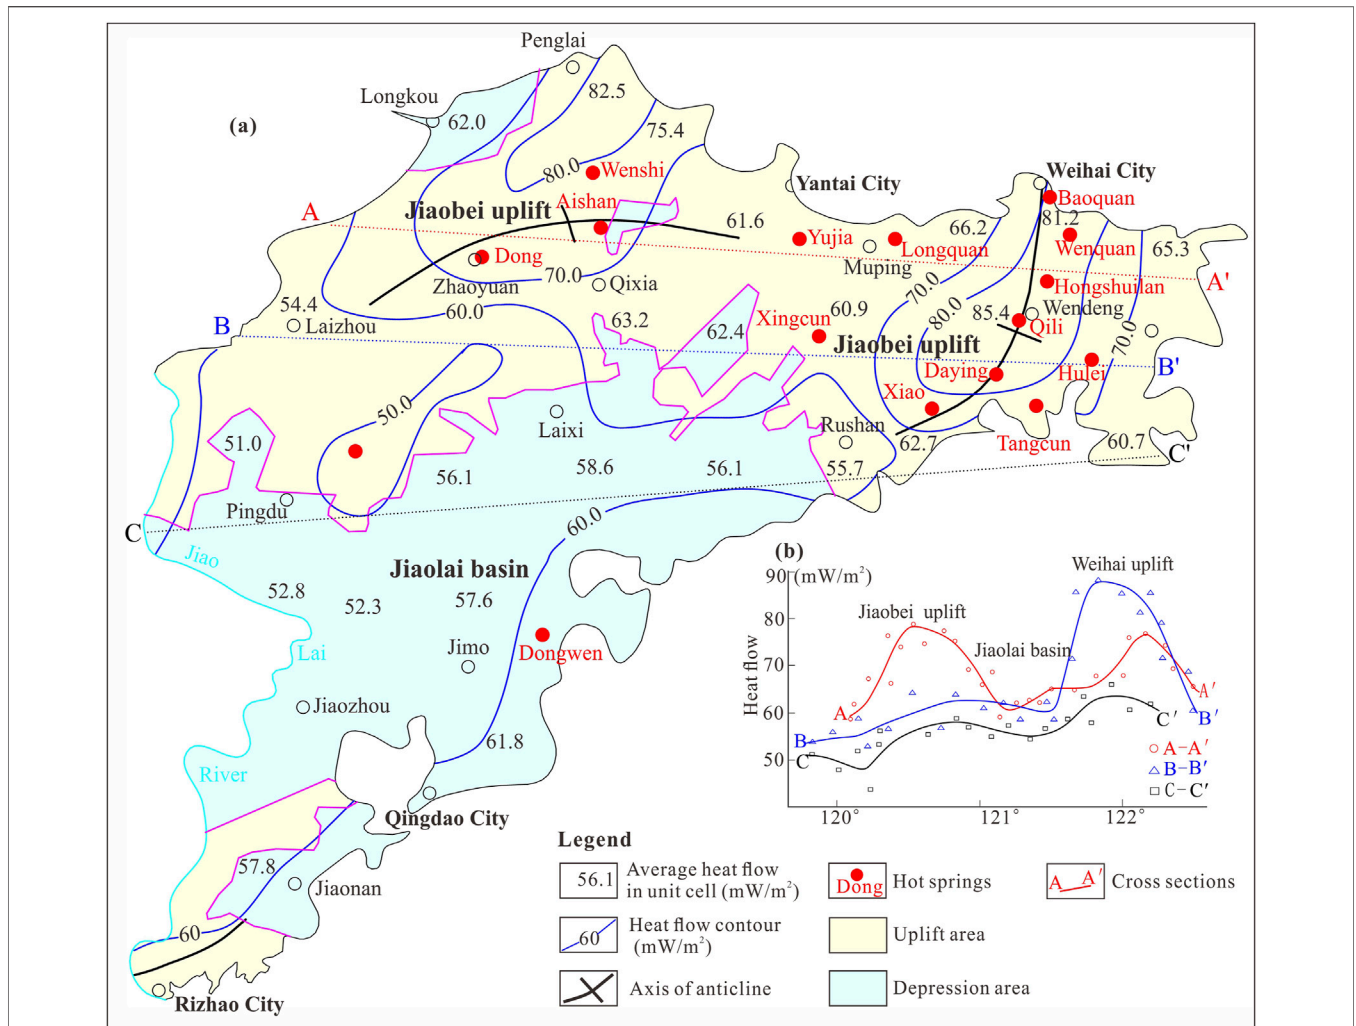 Penglai
Longkou
82.5
(a)
62.0
75.4
80.0
Wenshi
Weihai City
Yantai City
Baoquan
Aishan
A
Jiaobei uplift
61.6
66.2
81.2
Yujia
Longquan
Wenquan
65.3
Dong
Muping
Zhaoyuan
70.0
Qixia
70.0
Hongshuilan
A'
54.4
60.0
Laizhou
63.2
62.4
Xingcun
60.9
80.0
85.4
Wendeng
Qili
B
Jiaobei uplift
70.0
Daying
Hulei
B'
50.0
Xiao
Laixi
Rushan
Tangcun
51.0
62.7
60.7
56.1
58.6
56.1
55.7
C'
Pingdu
C
60.0
Jiao
Jiaolai basin
52.8
52.3
57.6
Jimo
Lai
Dongwen
Jiaozhou
61.8
River
Qingdao City
57.8
Jiaonan
60
Rizhao City
(b)
90 (mW/m²)
Weihai uplift
80
Jiaobei uplift
70
Jiaolai basin
Heat flow
60
50
A
B
C
A'
B'
C'
A-A'
B-B'
C-C'
120°
121°
122°
Legend
56.1
Average heat flow
in unit cell (mW/m²)
Dong
Hot springs
A A'
Cross sections
60
Heat flow contour
(mW/m²)
Uplift area
Axis of anticline
Depression area